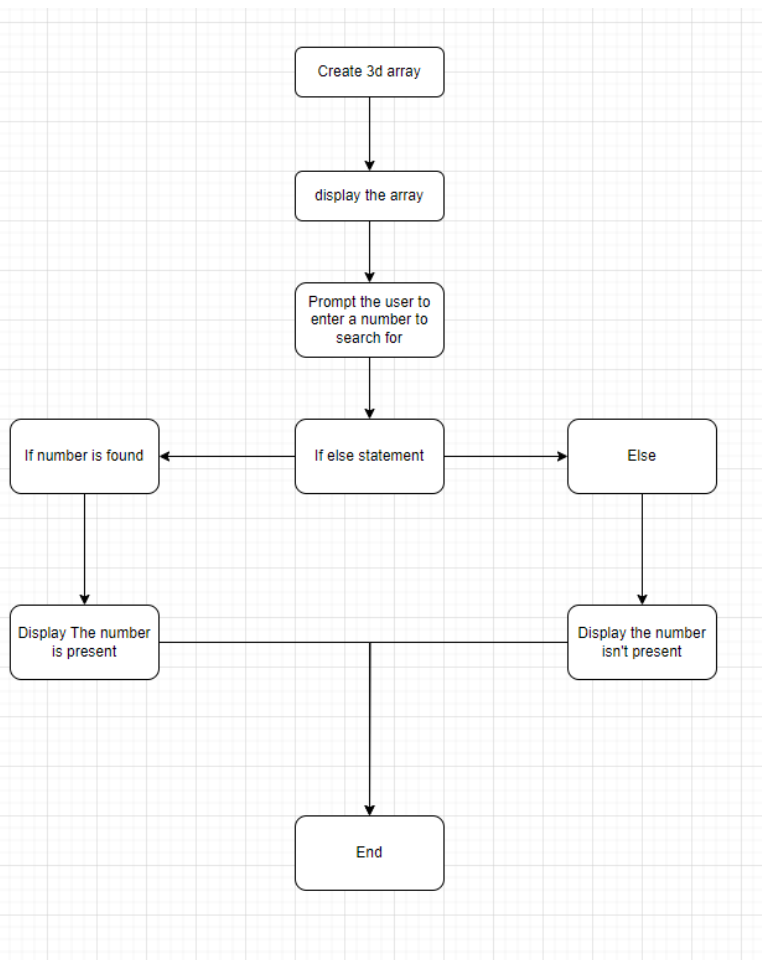 Create 3d array
display the array
Prompt the user to
enter a number to
search for
If number is found
If else statement
Else
Display The number
is present
Display the number
isn't present
End